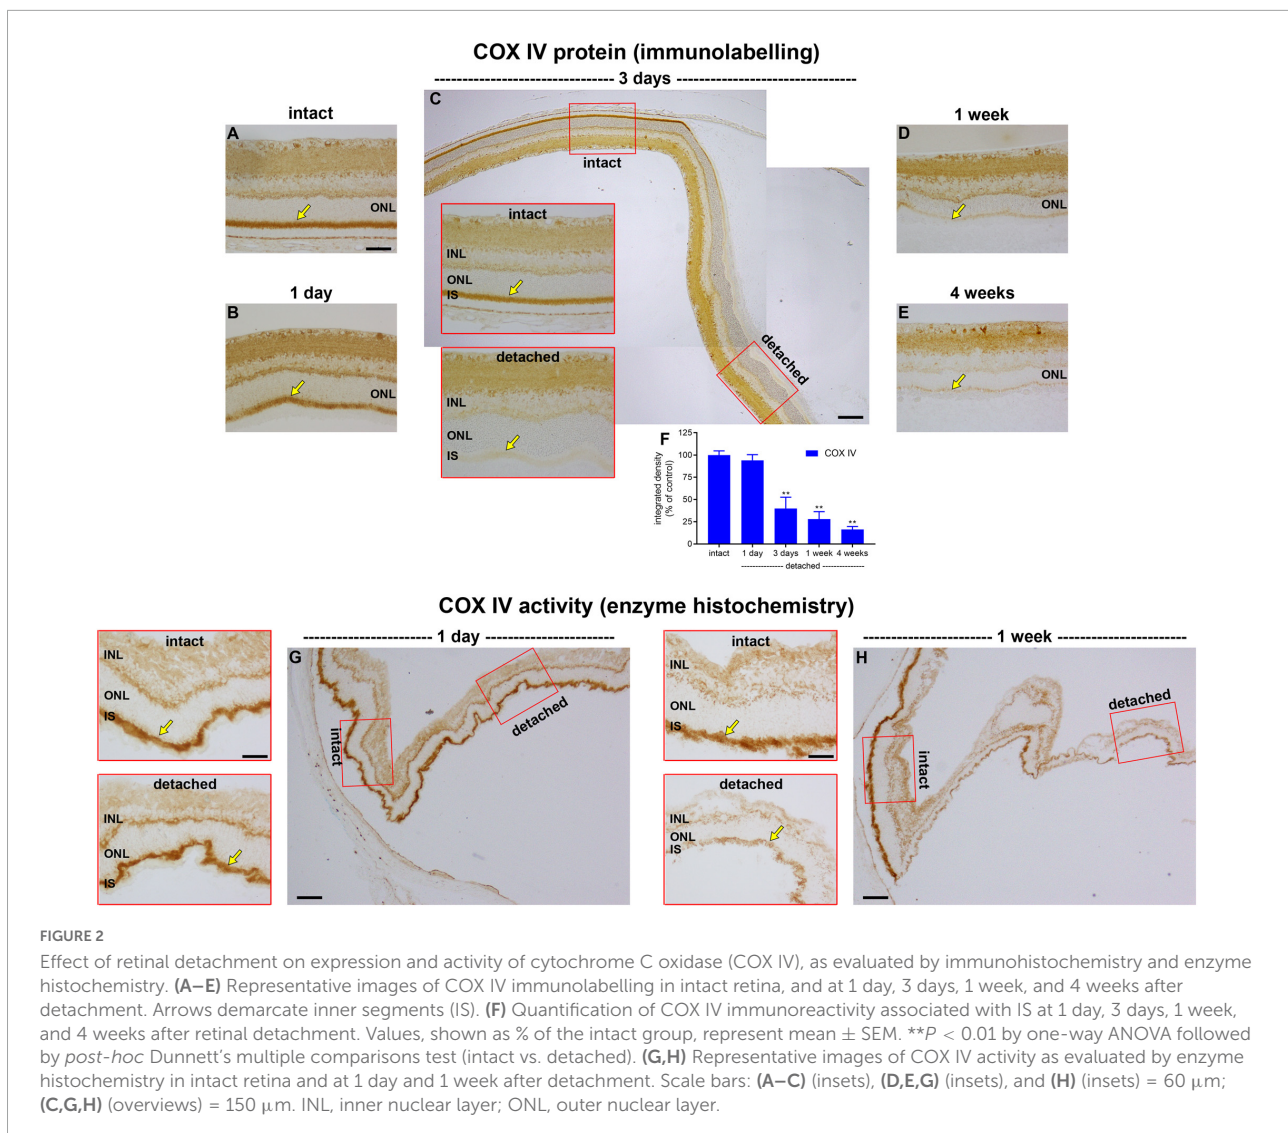 COX IV protein (immunolabelling)
3 days
intact
A
ONL
1 day
B
ONL
C
intact
intact
INL
ONL
IS
detached
INL
ONL
IS
detached
1 week
D
ONL
4 weeks
E
ONL
F
COX IV
integrated density
(% of control)
125
100
75
50
25
0
**
**
**
intact 1 day 3 days 1 week 4 weeks
detached
COX IV activity (enzyme histochemistry)
1 day
intact
INL
ONL
IS
detached
INL
ONL
IS
G
intact
detached
1 week
intact
INL
ONL
IS
detached
INL
ONL
IS
H
intact
detached
FIGURE 2
Effect of retinal detachment on expression and activity of cytochrome C oxidase (COX IV), as evaluated by immunohistochemistry and enzyme
histochemistry. (A–E) Representative images of COX IV immunolabelling in intact retina, and at 1 day, 3 days, 1 week, and 4 weeks after
detachment. Arrows demarcate inner segments (IS). (F) Quantification of COX IV immunoreactivity associated with IS at 1 day, 3 days, 1 week,
and 4 weeks after retinal detachment. Values, shown as % of the intact group, represent mean ± SEM. **P < 0.01 by one-way ANOVA followed
by post-hoc Dunnett's multiple comparisons test (intact vs. detached). (G,H) Representative images of COX IV activity as evaluated by enzyme
histochemistry in intact retina and at 1 day and 1 week after detachment. Scale bars: (A–C) (insets), (D,E,G) (insets), and (H) (insets) = 60 μm;
(C,G,H) (overviews) = 150 μm. INL, inner nuclear layer; ONL, outer nuclear layer.